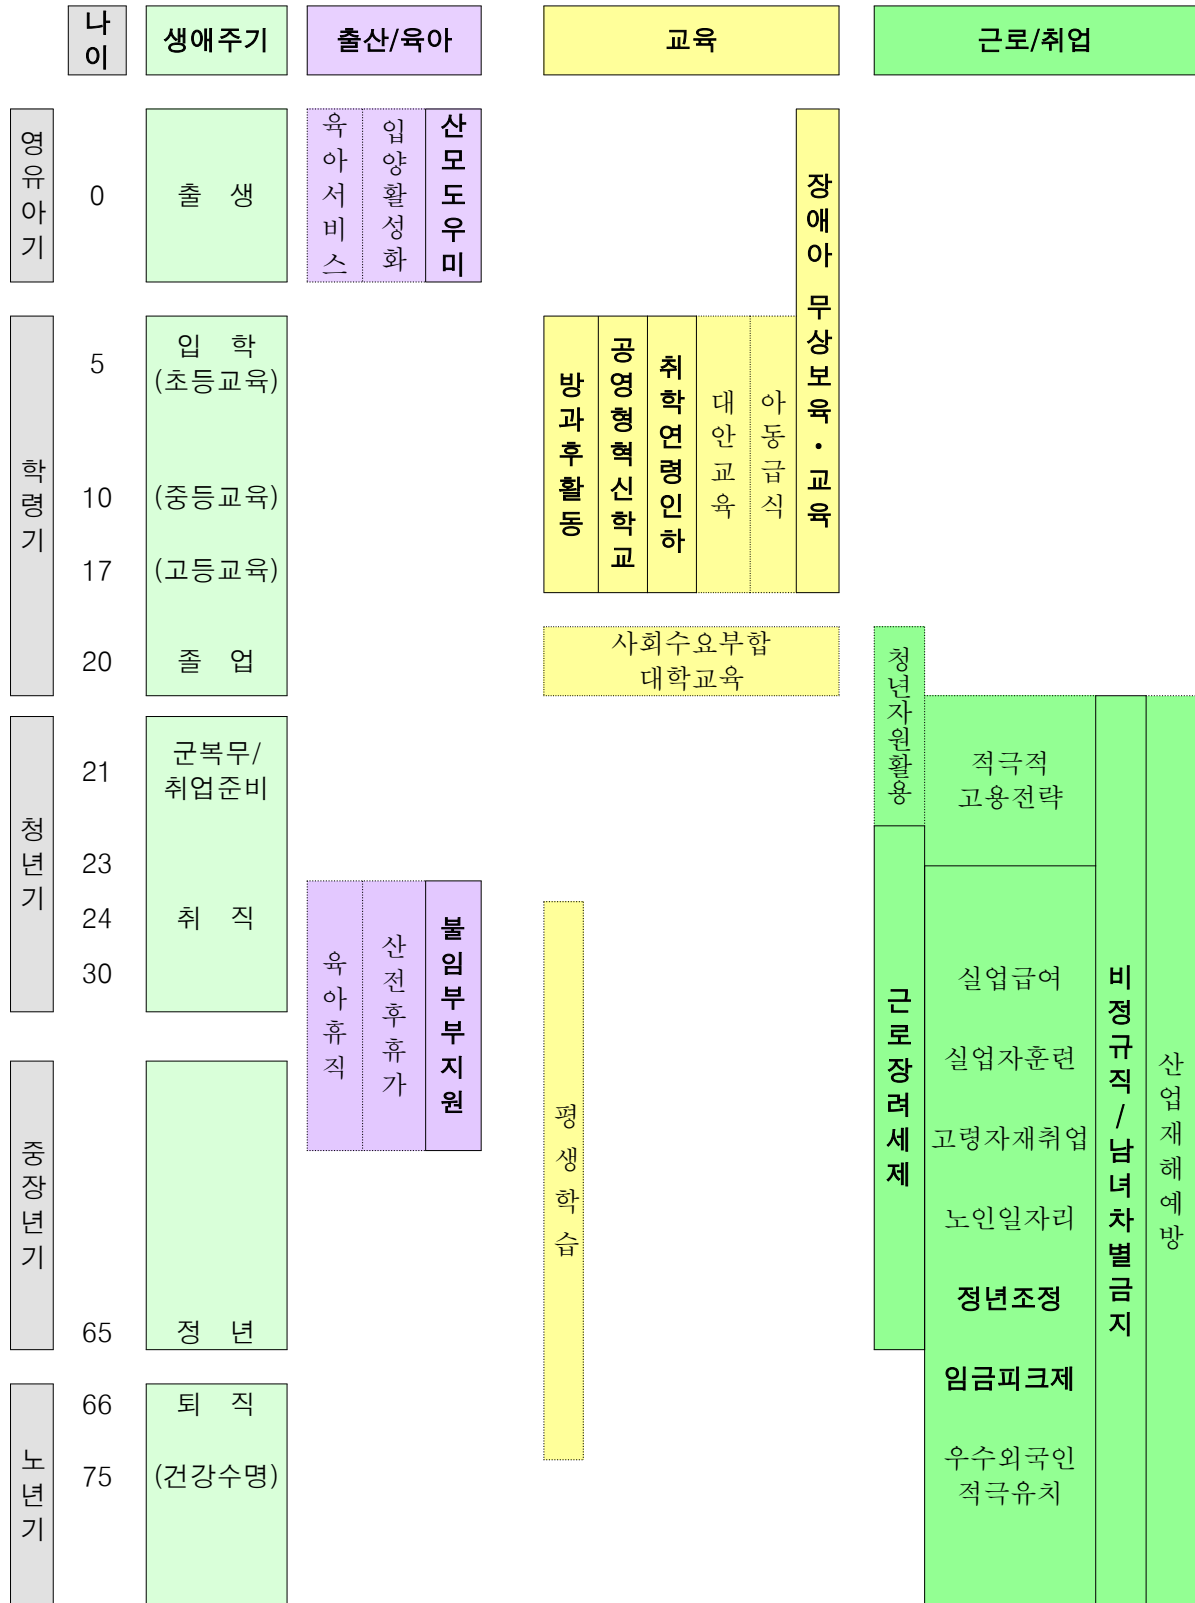 나이
생애주기
출산/육아
교육
근로/취업
영유아기
0
출 생
육아서비스
입양활성화
산모도우미
장애아 무상보육·교육
학령기
5
입 학
(초등교육)
10
(중등교육)
17
(고등교육)
20
졸 업
방과후활동
공영형혁신학교
취학연령인하
대안교육
아동급식
사회수요부합
대학교육
청년자원활용
청년기
21
군복무/
취업준비
23
24
취 직
30
육아휴직
산전후휴가
불임부부지원
평생학습
근로장려세제
적극적
고용전략
실업급여
실업자훈련
고령자재취업
노인일자리
정년조정
임금피크제
우수외국인
적극유치
비정규직/남녀차별금지
산업재해예방
중장년기
65
정 년
노년기
66
퇴 직
75
(건강수명)